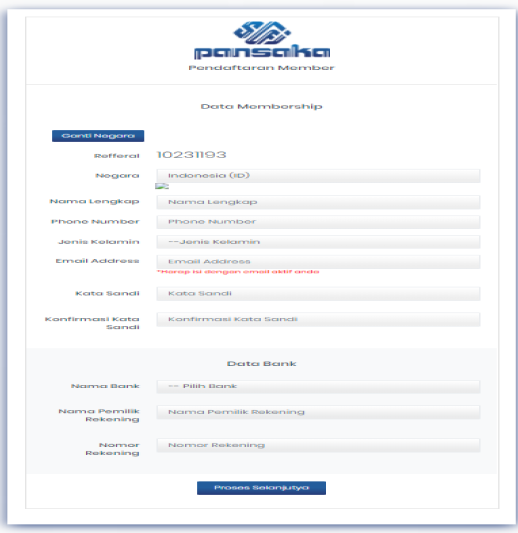 pansaka
Pendaftaran Member
Data Membership
Ganti Negara
Refferal 10231193
Negara Indonesia (ID)
Nama Lengkap Nama Lengkap
Phone Number Phone Number
Jenis Kelamin --Jenis Kelamin
Email Address Email Address
*Harap isi dengan email aktif anda
Kata Sandi Kata Sandi
Konfirmasi Kata Konfirmasi Kata Sandi
Sandi
Data Bank
Nama Bank -- Pilih Bank
Nama Pemilik Nama Pemilik Rekening
Rekening
Nomor Nomor Rekening
Rekening
Proses Selanjutya